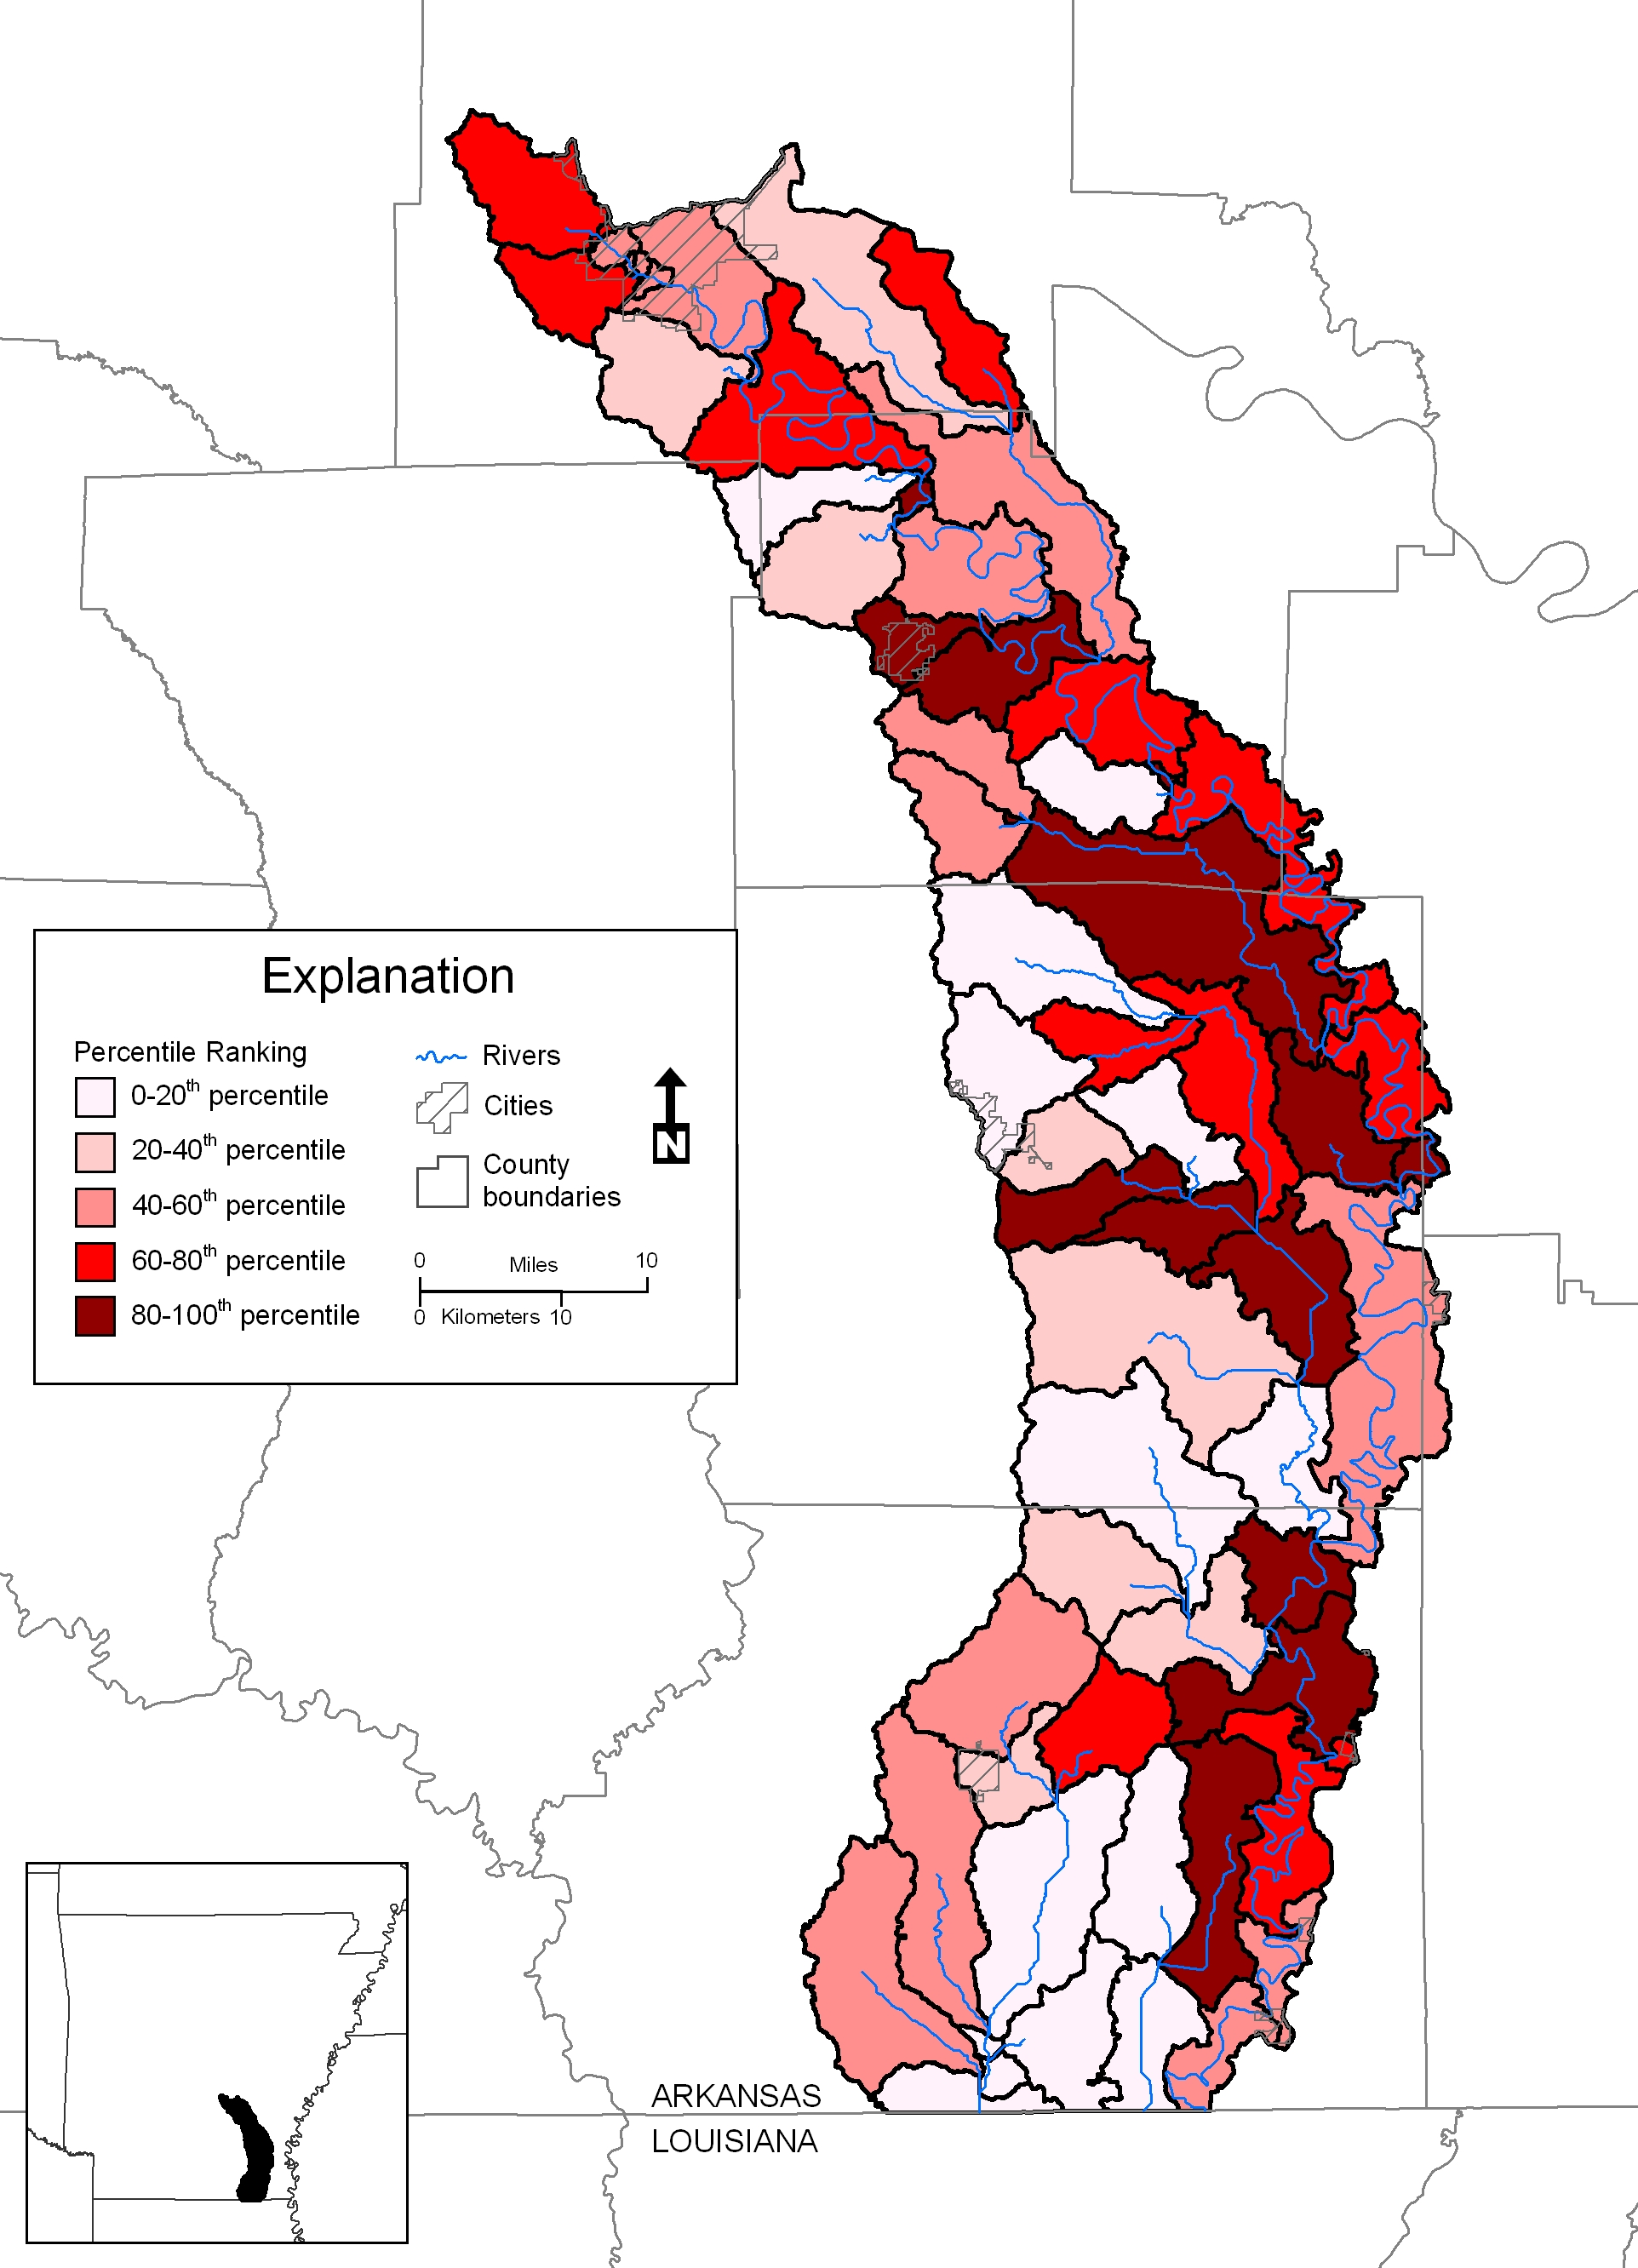 Explanation
Percentile Ranking
0-20th percentile
20-40th percentile
40-60th percentile
60-80th percentile
80-100th percentile
Rivers
Cities
County
boundaries
N
0 Miles 10
0 Kilometers 10
ARKANSAS
LOUISIANA